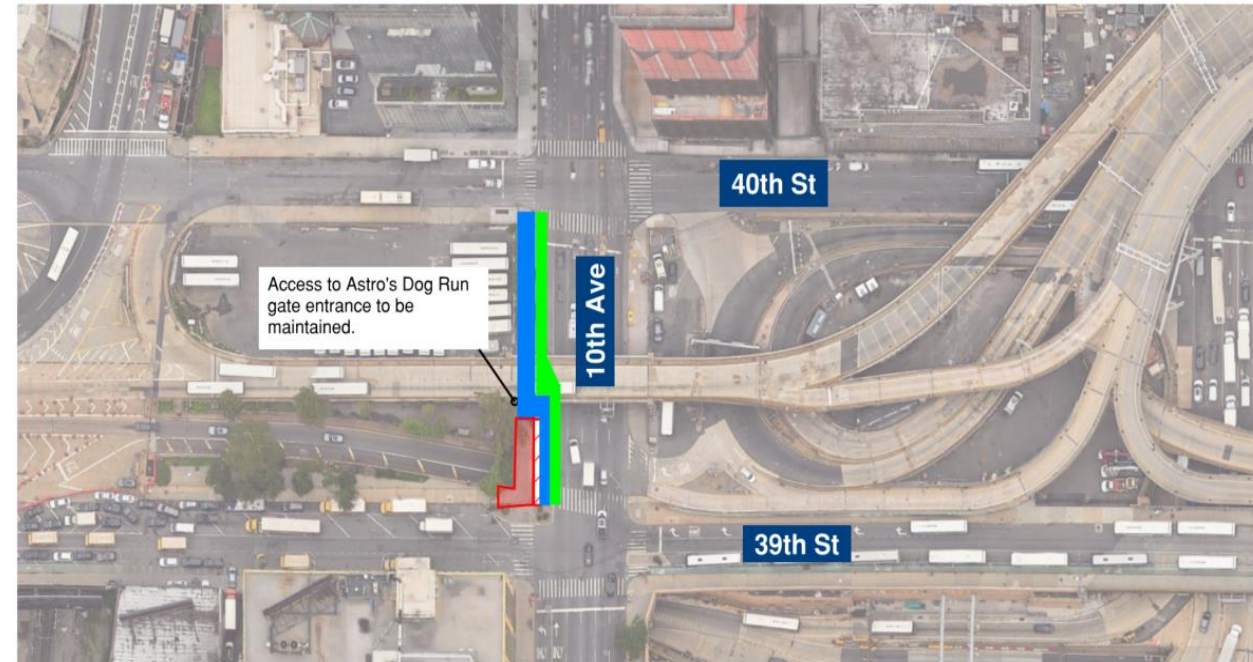 40th St
Access to Astro's Dog Run
gate entrance to be
maintained.
10th Ave
39th St